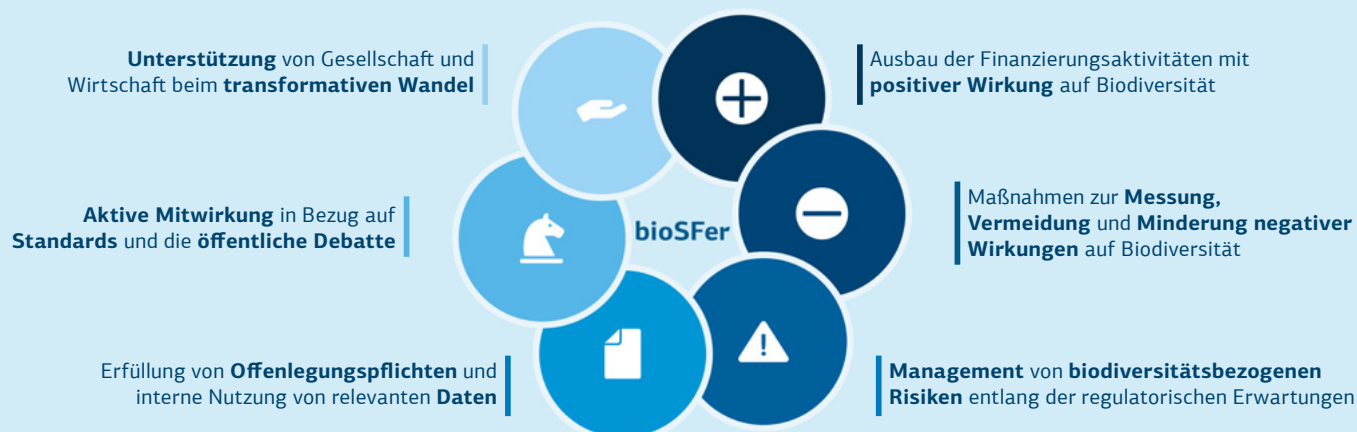 Unterstützung von Gesellschaft und
Wirtschaft beim transformativen Wandel
Ausbau der Finanzierungsaktivitäten mit
positiver Wirkung auf Biodiversität
Aktive Mitwirkung in Bezug auf
Standards und die öffentliche Debatte
bioSFer
Maßnahmen zur Messung,
Vermeidung und Minderung negativer
Wirkungen auf Biodiversität
Erfüllung von Offenlegungspflichten und
interne Nutzung von relevanten Daten
Management von biodiversitätsbezogenen
Risiken entlang der regulatorischen Erwartungen